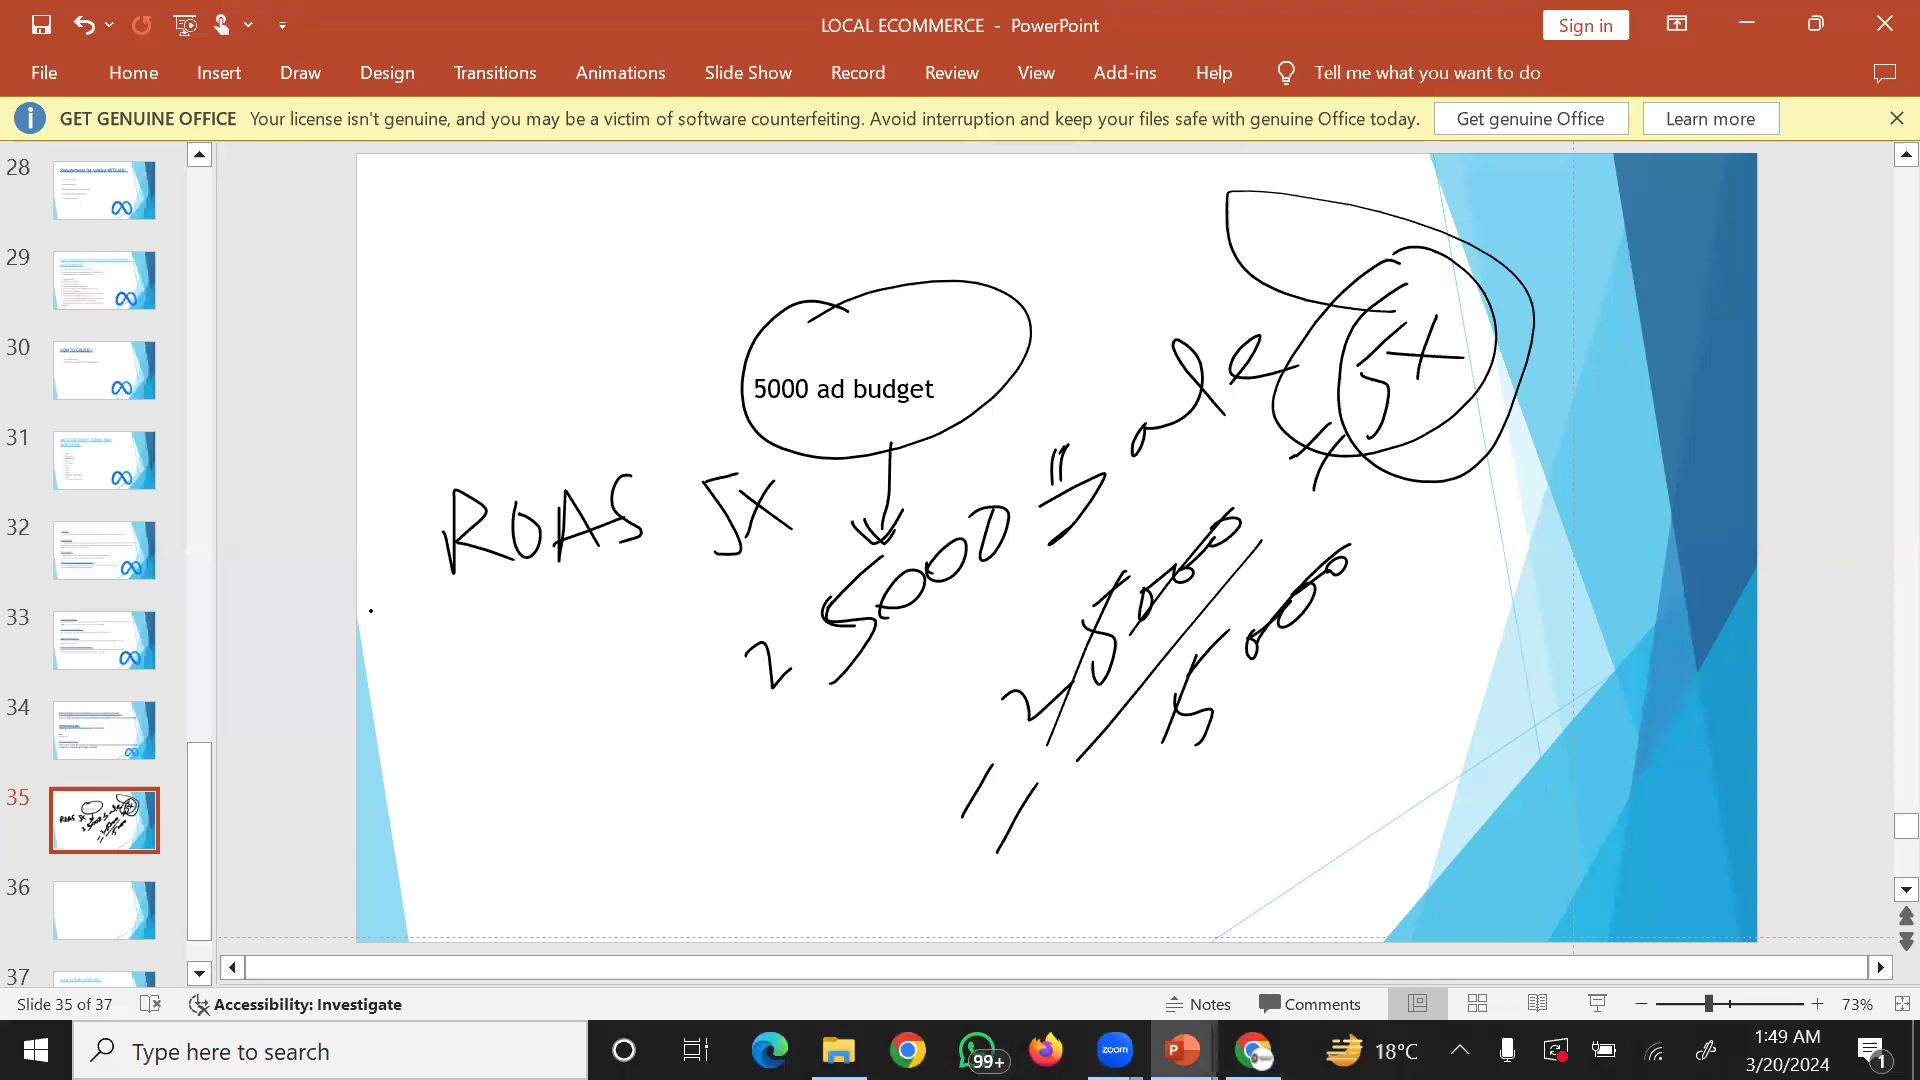 LOCAL ECOMMERCE - PowerPoint
Sign in
File Home Insert Draw Design Transitions Animations Slide Show Record Review View Add-ins Help Tell me what you want to do
GET GENUINE OFFICE Your license isn't genuine, and you may be a victim of software counterfeiting. Avoid interruption and keep your files safe with genuine Office today. Get genuine Office Learn more
28
29
30
31
32
33
34
35
36
37
5000 ad budget
5X
ROAS 5X
25000
= 25000 / 5000
Slide 35 of 37 Accessibility: Investigate Notes Comments 73%
Type here to search
99+
zoom
18°C
1:49 AM
3/20/2024
1